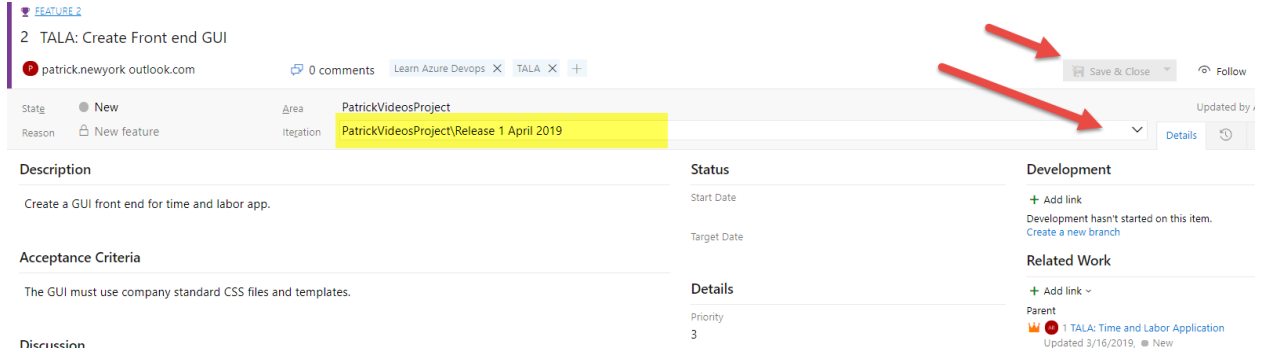 FEATURE 2
2 TALA: Create Front end GUI
P patrick.newyork outlook.com 0 comments Learn Azure Devops X TALA X + Save & Close Follow
State New Area PatrickVideosProject Updated by
Reason New feature Iteration PatrickVideosProject\Release 1 April 2019 Details
Description Status Development
Create a GUI front end for time and labor app. Start Date + Add link
Development hasn't started on this item.
Target Date Create a new branch
Acceptance Criteria Related Work
The GUI must use company standard CSS files and templates. Details + Add link
Priority Parent
3 1 TALA: Time and Labor Application
Discussion Updated 3/16/2019, New